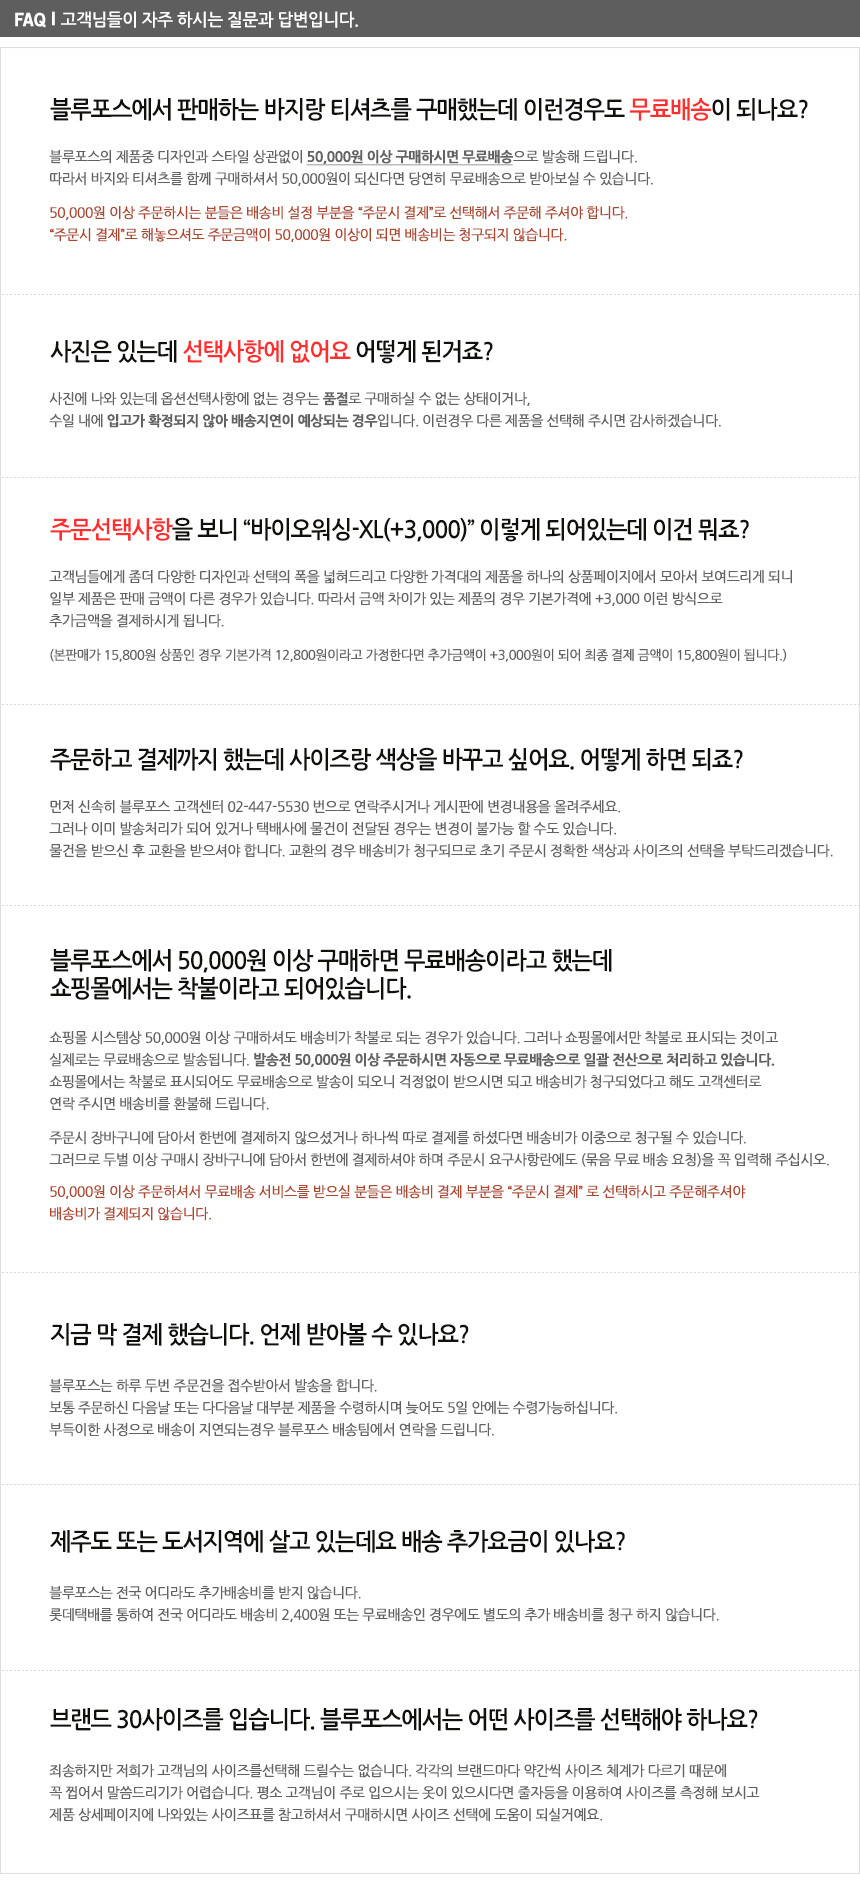 FAQ | 고객님들이 자주 하시는 질문과 답변입니다.
블루포스에서 판매하는 바지랑 티셔츠를 구매했는데 이런경우도 무료배송이 되나요?
블루포스의 제품중 디자인과 스타일 상관없이 50,000원 이상 구매하시면 무료배송으로 발송해 드립니다.
따라서 바지와 티셔츠를 함께 구매하셔서 50,000원이 되신다면 당연히 무료배송으로 받아보실 수 있습니다.
50,000원 이상 주문하시는 분들은 배송비 설정 부분을 “주문시 결제”로 선택해서 주문해 주셔야 합니다.
“주문시 결제”로 해놓으셔도 주문금액이 50,000원 이상이 되면 배송비는 청구되지 않습니다.
사진은 있는데 선택사항에 없어요 어떻게 된거죠?
사진에 나와 있는데 옵션선택사항에 없는 경우는 품절로 구매하실 수 없는 상태이거나,
수일 내에 입고가 확정되지 않아 배송지연이 예상되는 경우입니다. 이런경우 다른 제품을 선택해 주시면 감사하겠습니다.
주문선택사항을 보니 “바이오워싱-XL(+3,000)” 이렇게 되어있는데 이건 뭐죠?
고객님들에게 좀더 다양한 디자인과 선택의 폭을 넓혀드리고 다양한 가격대의 제품을 하나의 상품페이지에서 모아서 보여드리게 되니
일부 제품은 판매 금액이 다른 경우가 있습니다. 따라서 금액 차이가 있는 제품의 경우 기본가격에 +3,000 이런 방식으로
추가금액을 결제하시게 됩니다.
(본판매가 15,800원 상품인 경우 기본가격 12,800원이라고 가정한다면 추가금액이 +3,000원이 되어 최종 결제 금액이 15,800원이 됩니다.)
주문하고 결제까지 했는데 사이즈랑 색상을 바꾸고 싶어요. 어떻게 하면 되죠?
먼저 신속히 블루포스 고객센터 02-447-5530 번으로 연락주시거나 게시판에 변경내용을 올려주세요.
그러나 이미 발송처리가 되어 있거나 택배사에 물건이 전달된 경우는 변경이 불가능 할 수도 있습니다.
물건을 받으신 후 교환을 받으셔야 합니다. 교환의 경우 배송비가 청구되므로 초기 주문시 정확한 색상과 사이즈의 선택을 부탁드리겠습니다.
블루포스에서 50,000원 이상 구매하면 무료배송이라고 했는데
쇼핑몰에서는 착불이라고 되어있습니다.
쇼핑몰 시스템상 50,000원 이상 구매하셔도 배송비가 착불로 되는 경우가 있습니다. 그러나 쇼핑몰에서만 착불로 표시되는 것이고
실제로는 무료배송으로 발송됩니다. 발송전 50,000원 이상 주문하시면 자동으로 무료배송으로 일괄 전산으로 처리하고 있습니다.
쇼핑몰에서는 착불로 표시되어도 무료배송으로 발송이 되오니 걱정없이 받으시면 되고 배송비가 청구되었다고 해도 고객센터로
연락 주시면 배송비를 환불해 드립니다.
주문시 장바구니에 담아서 한번에 결제하지 않으셨거나 하나씩 따로 결제를 하셨다면 배송비가 이중으로 청구될 수 있습니다.
그러므로 두벌 이상 구매시 장바구니에 담아서 한번에 결제하셔야 하며 주문시 요구사항란에도 (묶음 무료 배송 요청)을 꼭 입력해 주십시오.
50,000원 이상 주문하셔서 무료배송 서비스를 받으실 분들은 배송비 결제 부분을 “주문시 결제” 로 선택하시고 주문해주셔야
배송비가 결제되지 않습니다.
지금 막 결제 했습니다. 언제 받아볼 수 있나요?
블루포스는 하루 두번 주문건을 접수받아서 발송을 합니다.
보통 주문하신 다음날 또는 다다음날 대부분 제품을 수령하시며 늦어도 5일 안에는 수령가능하십니다.
부득이한 사정으로 배송이 지연되는경우 블루포스 배송팀에서 연락을 드립니다.
제주도 또는 도서지역에 살고 있는데요 배송 추가요금이 있나요?
블루포스는 전국 어디라도 추가배송비를 받지 않습니다.
롯데택배를 통하여 전국 어디라도 배송비 2,400원 또는 무료배송인 경우에도 별도의 추가 배송비를 청구 하지 않습니다.
브랜드 30사이즈를 입습니다. 블루포스에서는 어떤 사이즈를 선택해야 하나요?
죄송하지만 저희가 고객님의 사이즈를선택해 드릴수는 없습니다. 각각의 브랜드마다 약간씩 사이즈 체계가 다르기 때문에
꼭 찝어서 말씀드리기가 어렵습니다. 평소 고객님이 주로 입으시는 옷이 있으시다면 줄자등을 이용하여 사이즈를 측정해 보시고
제품 상세페이지에 나와있는 사이즈표를 참고하셔서 구매하시면 사이즈 선택에 도움이 되실거예요.